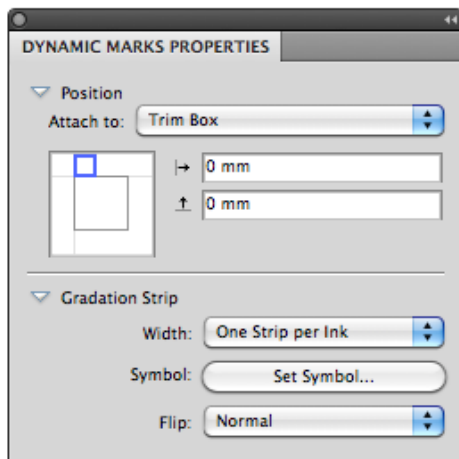 DYNAMIC MARKS PROPERTIES
Position
Attach to: Trim Box
0 mm
0 mm
Gradation Strip
Width: One Strip per Ink
Symbol: Set Symbol...
Flip: Normal